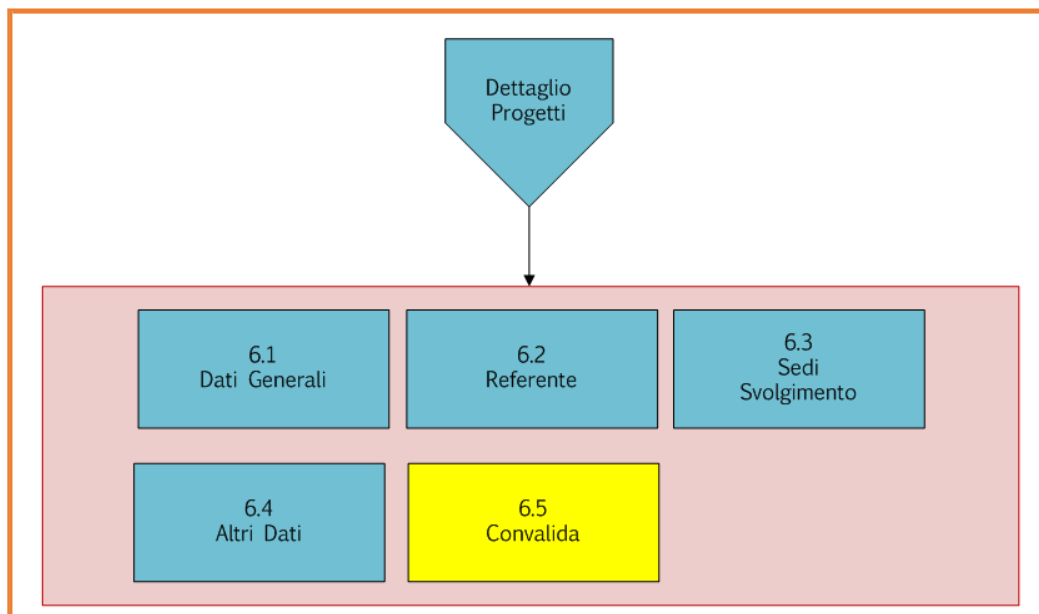 Dettaglio
Progetti
6.1
Dati Generali
6.2
Referente
6.3
Sedi
Svolgimento
6.4
Altri Dati
6.5
Convalida